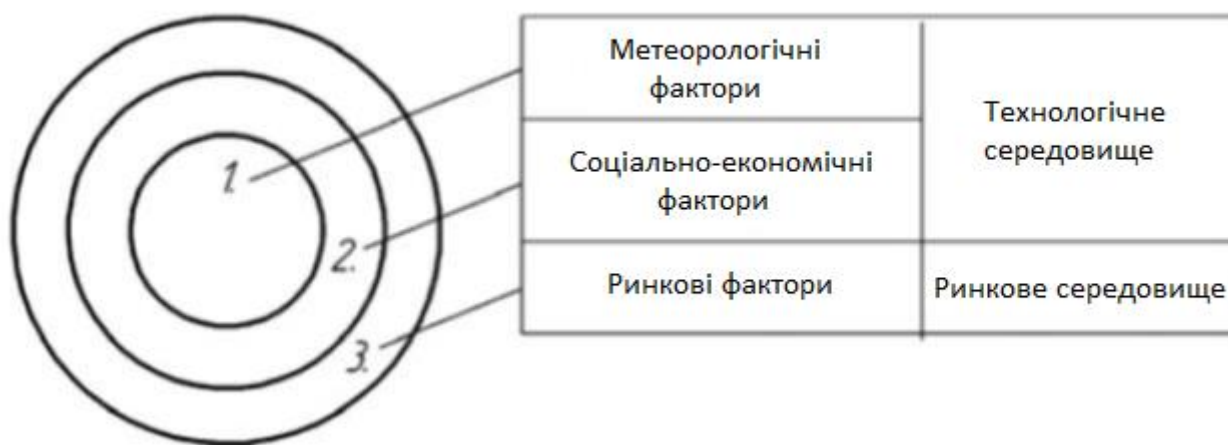 1.
2.
3.
Метеорологічні
фактори
Соціально-економічні
фактори
Ринкові фактори
Технологічне
середовище
Ринкове середовище